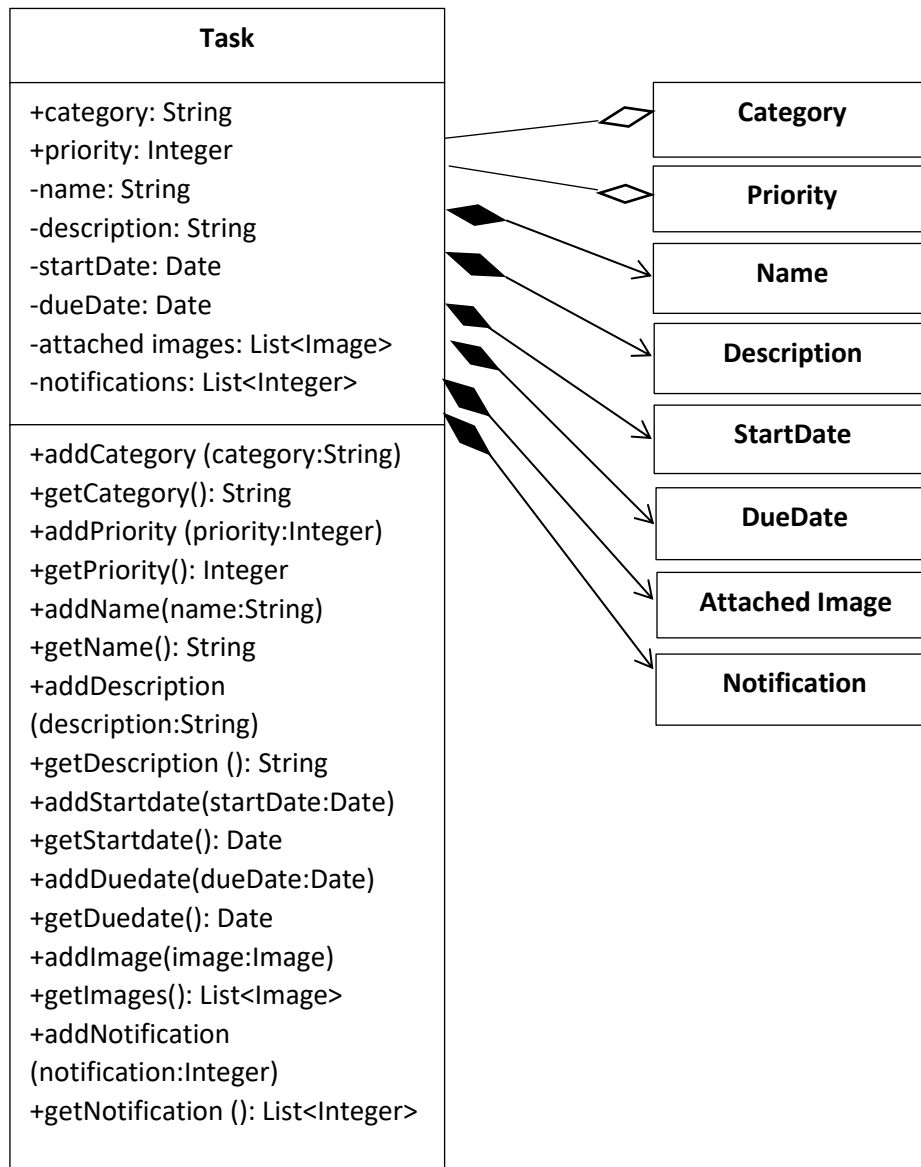 Task
+category: String
+priority: Integer
-name: String
-description: String
-startDate: Date
-dueDate: Date
-attached images: List<Image>
-notifications: List<Integer>
+addCategory (category:String)
+getCategory(): String
+addPriority (priority:Integer)
+getPriority(): Integer
+addName(name:String)
+getName(): String
+addDescription
(description:String)
+getDescription (): String
+addStartdate(startDate:Date)
+getStartdate(): Date
+addDuedate(dueDate:Date)
+getDuedate(): Date
+addImage(image:Image)
+getImages(): List<Image>
+addNotification
(notification:Integer)
+getNotification (): List<Integer>
Category
Priority
Name
Description
StartDate
DueDate
Attached Image
Notification